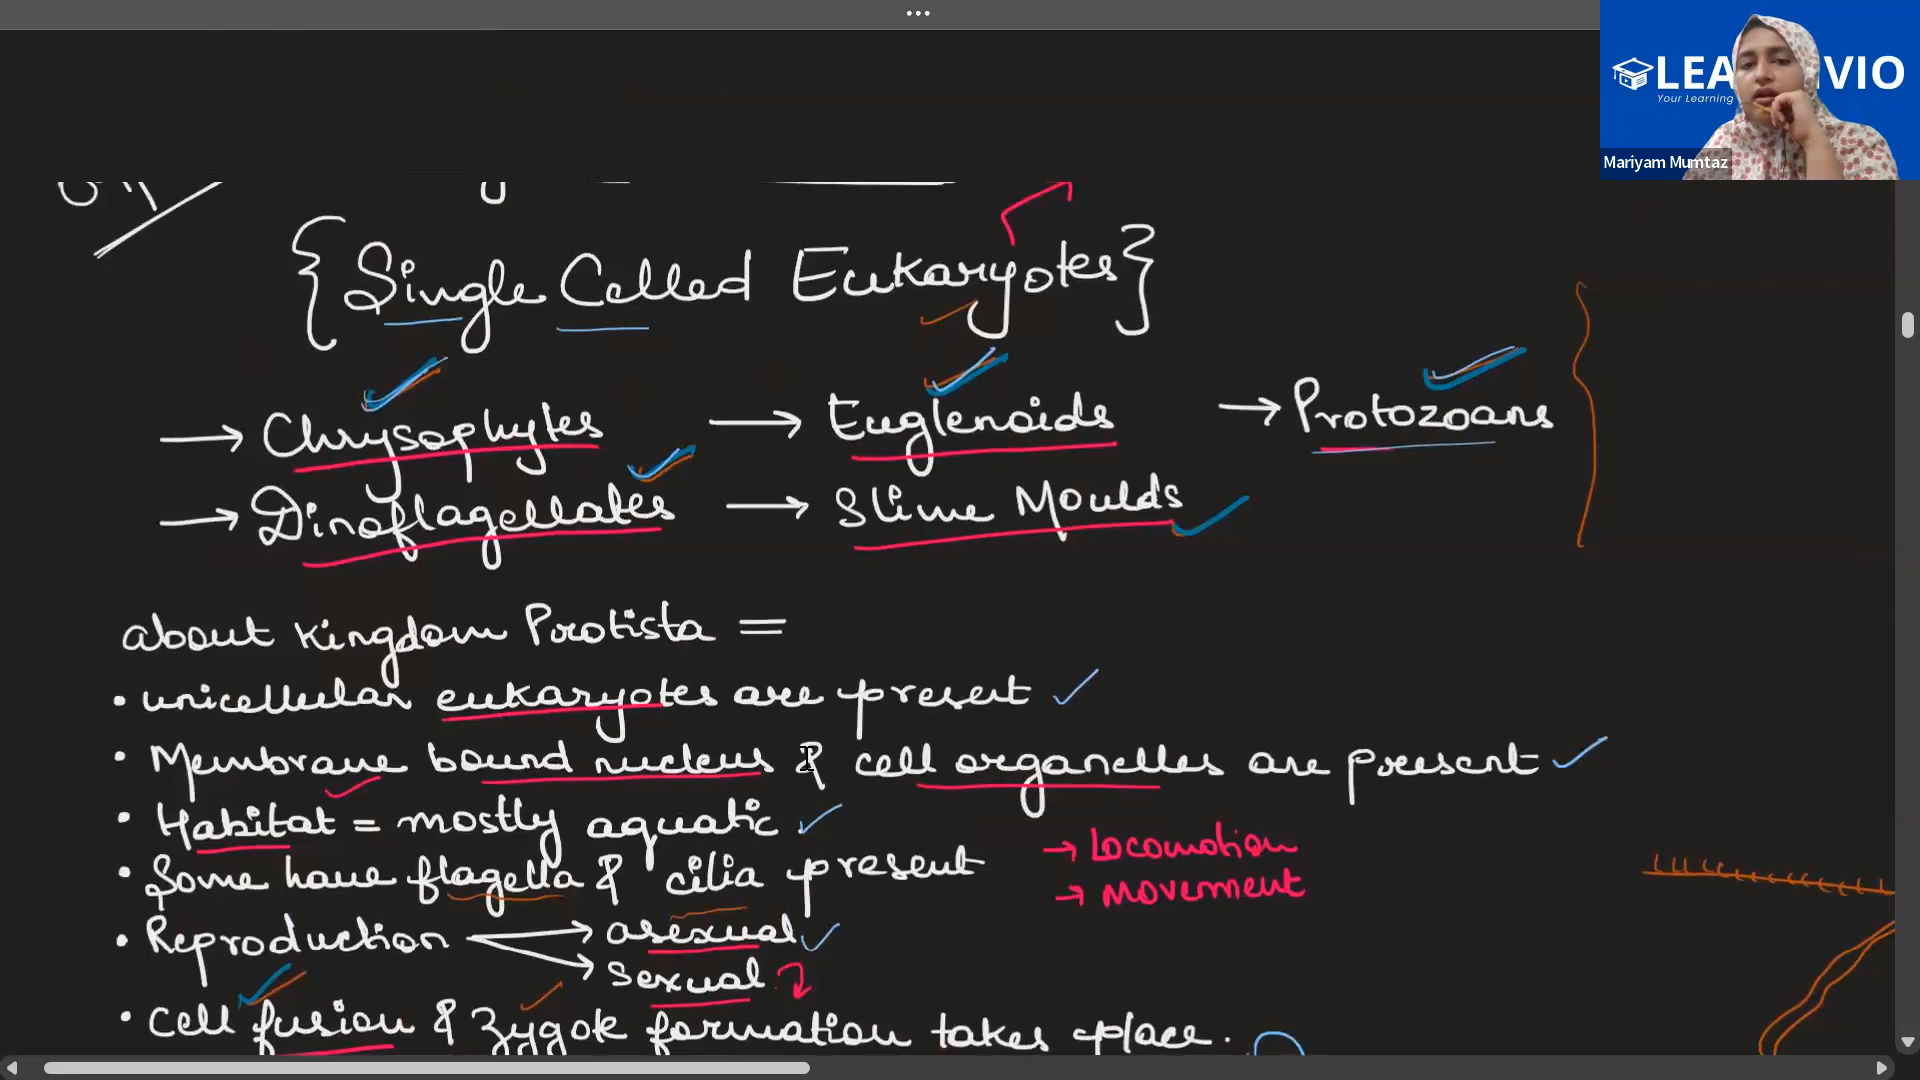 LEA VIO
Your Learning
Mariyam Mumtaz
{Single Celled Eukaryotes}
→ Chrysophytes → Euglenoids → Protozoans
→ Dinoflagellates → Slime Moulds
about Kingdom Protista =
• unicellular eukaryotes are present
• Membrane bound nucleus & cell organelles are present
• Habitat = mostly aquatic
• Some have flagella & cilia present
→ Locomotion
→ Movement
• Reproduction → asexual
→ Sexual
• Cell fusion & Zygote formation takes place.